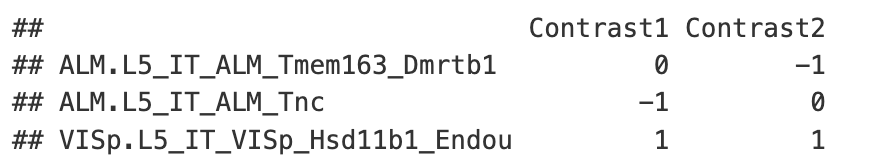 ##                              Contrast1 Contrast2
## ALM.L5_IT_ALM_Tmem163_Dmrtb1         0        -1
## ALM.L5_IT_ALM_Tnc                   -1         0
## VISp.L5_IT_VISp_Hsd11b1_Endou        1         1